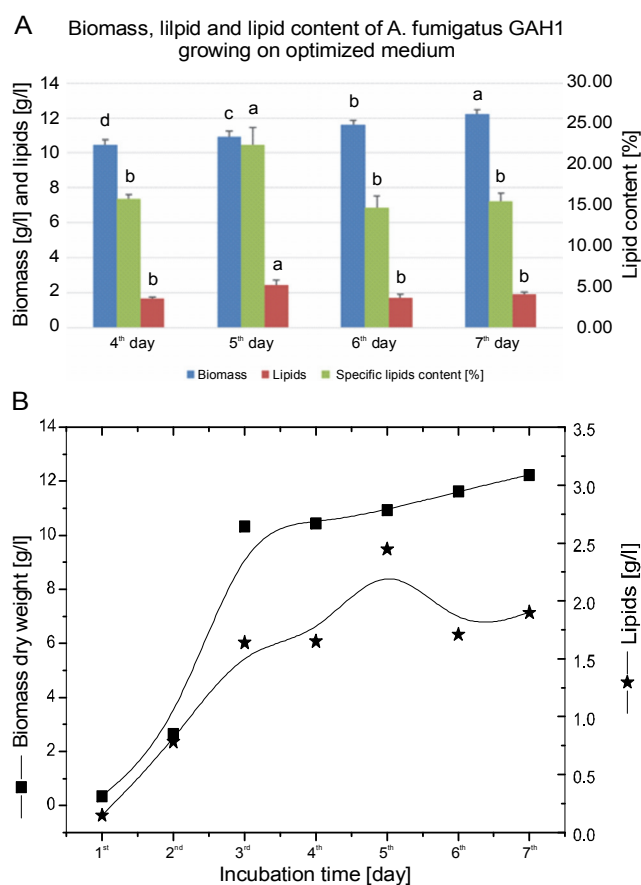 A
Biomass, lilpid and lipid content of A. fumigatus GAH1
growing on optimized medium
Biomass [g/l] and lipids [g/l]
14
12
10
8
6
4
2
0
d
b
b
c
a
a
b
b
b
a
b
b
30.00
25.00
20.00
15.00
10.00
5.00
0.00
Lipid content [%]
4th day
5th day
6th day
7th day
Biomass
Lipids
Specific lipids content [%]
B
Biomass dry weight [g/l]
14
12
10
8
6
4
2
0
3.5
3.0
2.5
2.0
1.5
1.0
0.5
0.0
Lipids [g/l]
1st
2nd
3rd
4th
5th
6th
7th
Incubation time [day]